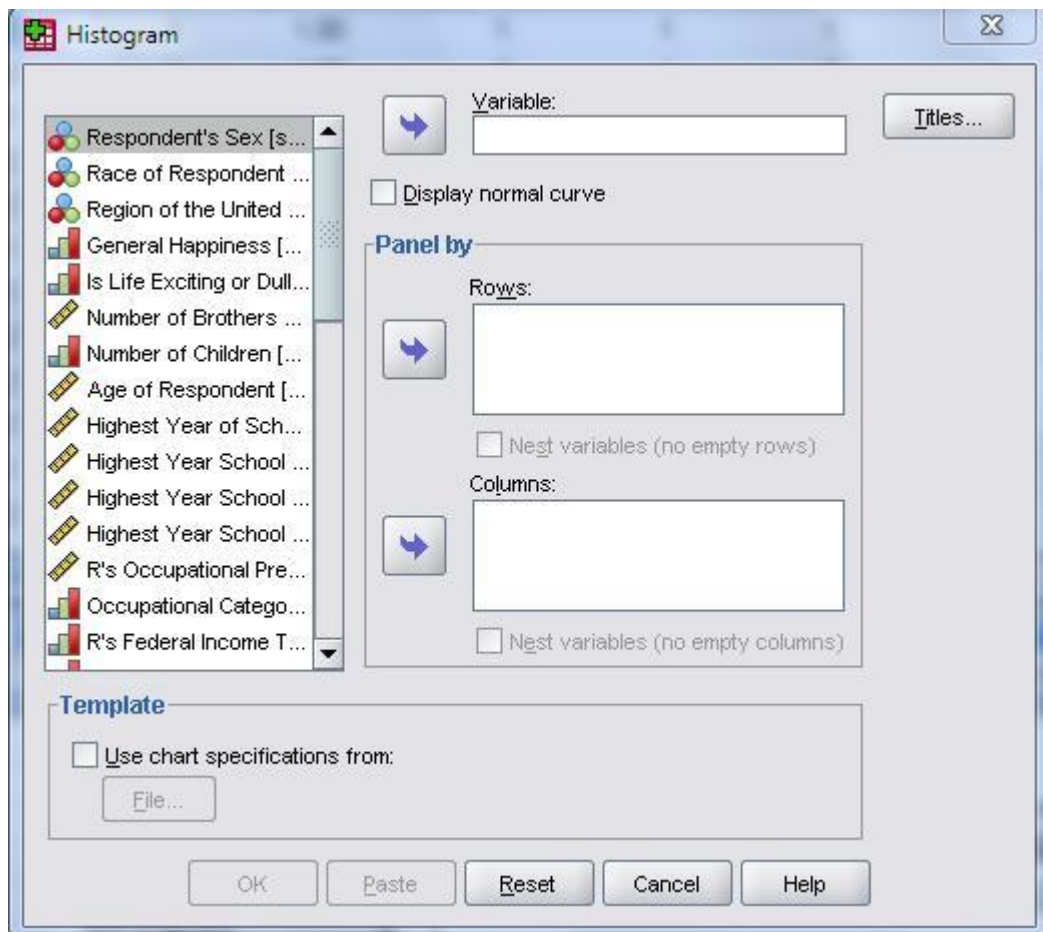 Histogram
Respondent's Sex [s...
Race of Respondent ...
Region of the United ...
General Happiness [...
Is Life Exciting or Dull...
Number of Brothers ...
Number of Children [...
Age of Respondent [...
Highest Year of Sch...
Highest Year School ...
Highest Year School ...
Highest Year School ...
R's Occupational Pre...
Occupational Catego...
R's Federal Income T...
Variable:
Titles...
Display normal curve
Panel by
Rows:
Nest variables (no empty rows)
Columns:
Nest variables (no empty columns)
Template
Use chart specifications from:
File...
OK Paste Reset Cancel Help